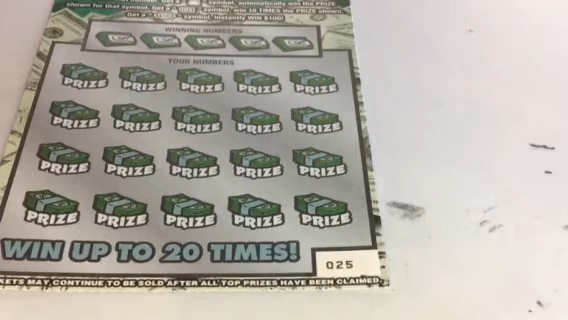 symbol, automatically win the PRIZE
shown for that symbol. Get a symbol, win 10 TIMES the PRIZE shown.
Get a symbol, instantly WIN $100!
WINNING NUMBERS
YOUR NUMBERS
PRIZE PRIZE PRIZE PRIZE PRIZE
PRIZE PRIZE PRIZE PRIZE PRIZE
PRIZE PRIZE PRIZE PRIZE PRIZE
PRIZE PRIZE PRIZE PRIZE PRIZE
WIN UP TO 20 TIMES!
025
KETS MAY CONTINUE TO BE SOLD AFTER ALL TOP PRIZES HAVE BEEN CLAIMED.